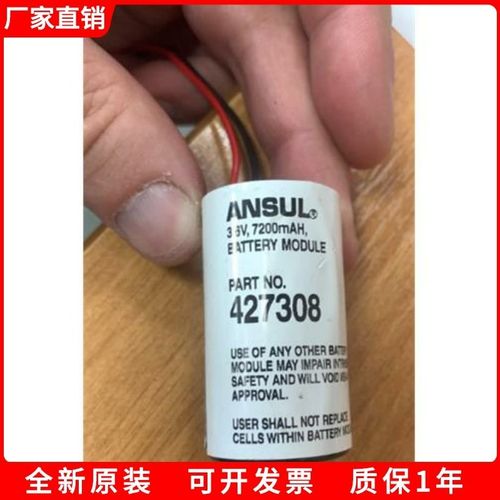 厂家直销
ANSUL®
3.6V, 7200mAH,
BATTERY MODULE
PART NO.
427308
USE OF ANY OTHER BATTERY
MODULE MAY IMPAIR
SAFETY AND WILL VOID
APPROVAL.
USER SHALL NOT REPLACE
CELLS WITHIN BATTERY
全新原装 可开发票 质保1年